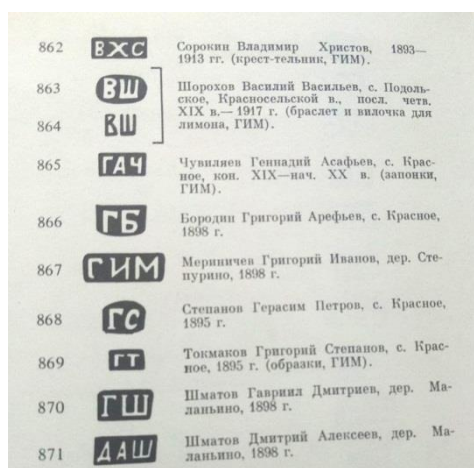 862 ВХС Сорокин Владимир Христов, 1893—
1913 гг. (крест-тельник, ГИМ).
863 ВШ Шорохов Василий Васильев, с. Подоль-
ское, Красносельской в., посл. четв.
864 ВШ XIX в.— 1917 г. (браслет и вилочка для
лимона, ГИМ).
865 ГАЧ Чувиляев Геннадий Асафьев, с. Крас-
ное, кон. XIX—нач. XX в. (запонки,
ГИМ).
866 ГБ Бородин Григорий Арефьев, с. Красное,
1898 г.
867 ГИМ Мериничев Григорий Иванов, дер. Сте-
пурино, 1898 г.
868 ГС Степанов Герасим Петров, с. Красное,
1895 г.
869 ГТ Токмаков Григорий Степанов, с. Крас-
ное, 1895 г. (образки, ГИМ).
870 ГШ Шматов Гавриил Дмитриев, дер. Ма-
ланьино, 1898 г.
871 ДАШ Шматов Дмитрий Алексеев, дер. Ма-
ланьино, 1898 г.